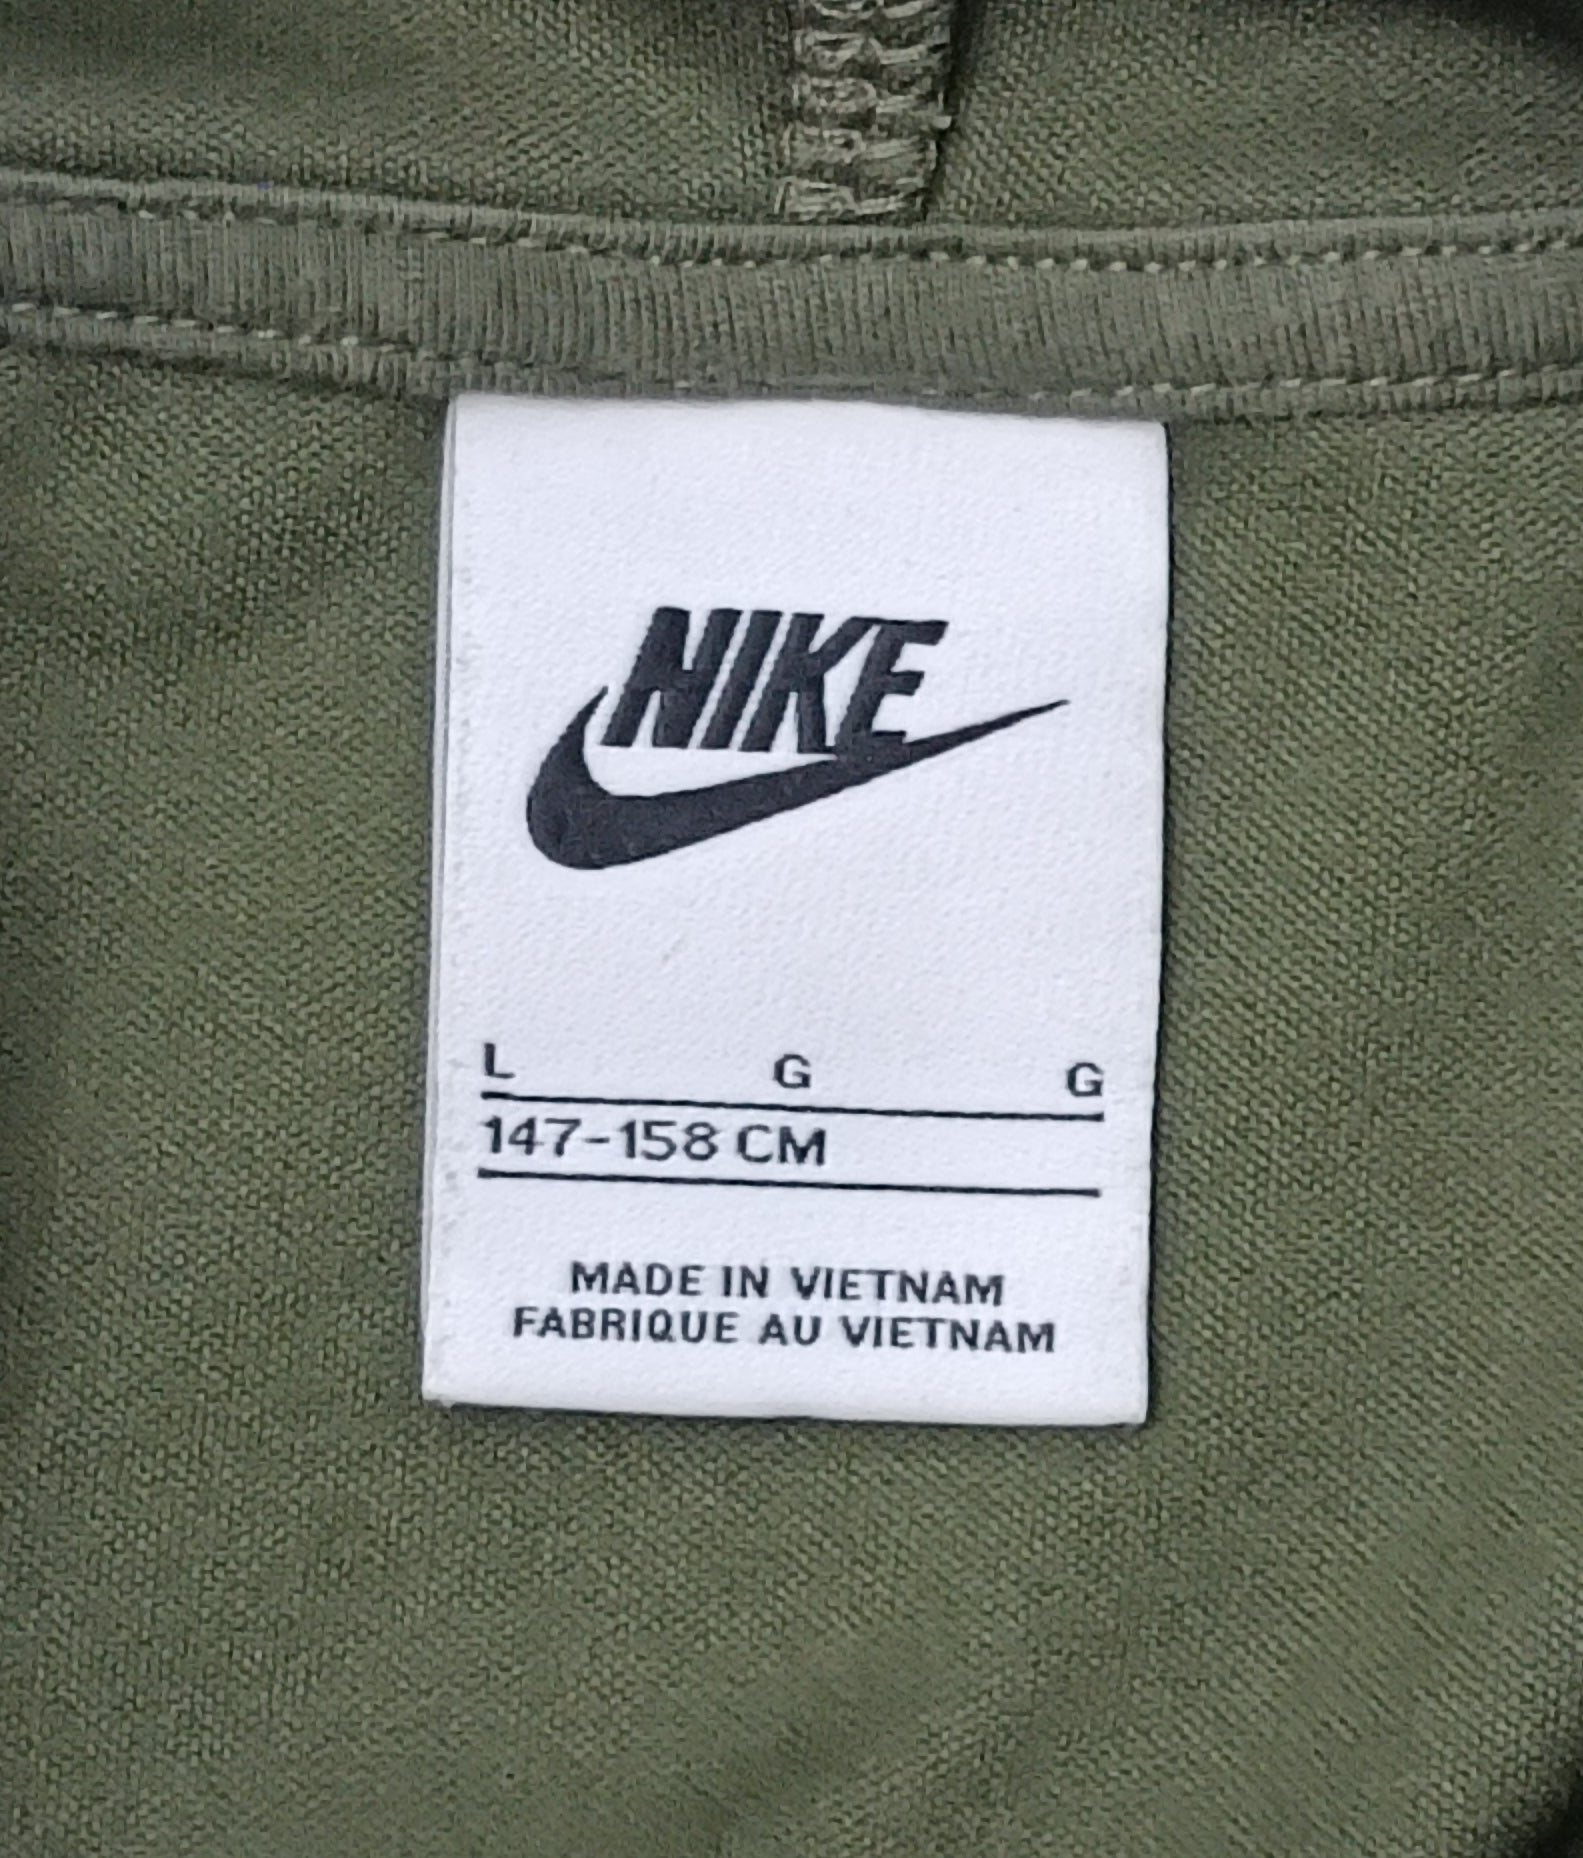 NIKE
L G G
147-158 CM
MADE IN VIETNAM
FABRIQUE AU VIETNAM